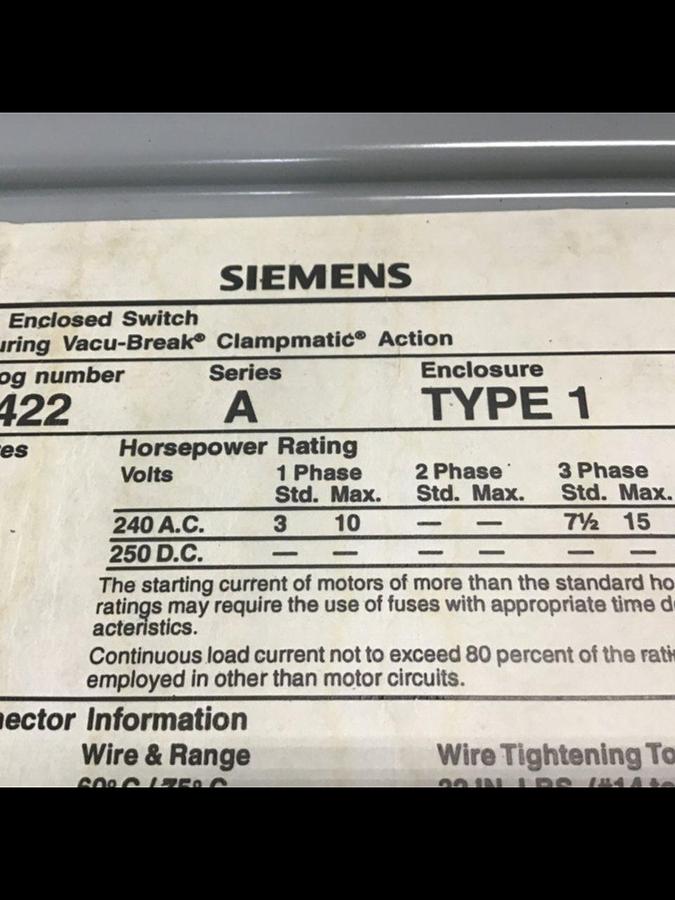 SIEMENS
Enclosed Switch
uring Vacu-Break® Clampmatic® Action
og number Series Enclosure
422 A TYPE 1
es Horsepower Rating
Volts 1 Phase 2 Phase 3 Phase
Std. Max. Std. Max. Std. Max.
240 A.C. 3 10 — — 7½ 15
250 D.C. — — — — — —
The starting current of motors of more than the standard ho
ratings may require the use of fuses with appropriate time d
acteristics.
Continuous load current not to exceed 80 percent of the rati
employed in other than motor circuits.
ector Information
Wire & Range Wire Tightening To
60º C / 75º C